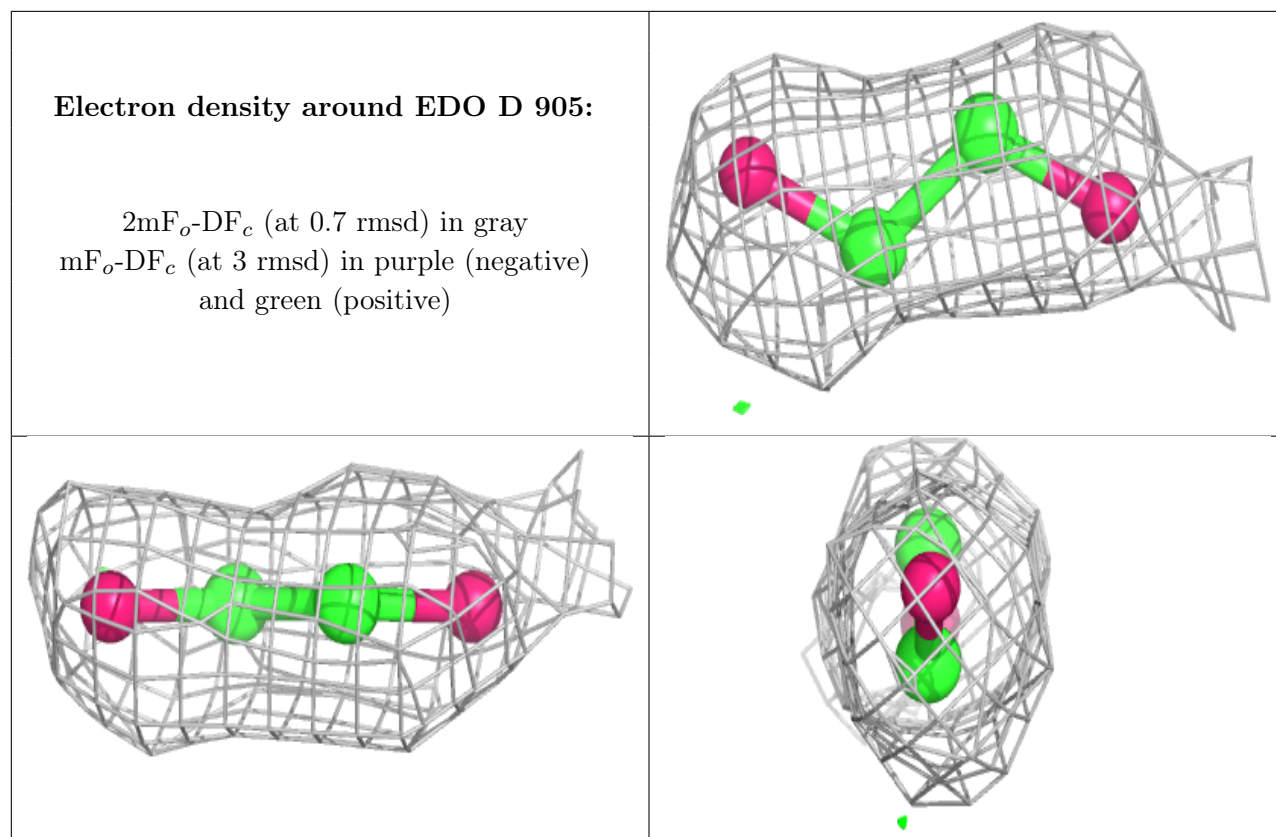 Electron density around EDO D 905:
2mFo-DFc (at 0.7 rmsd) in gray
mFo-DFc (at 3 rmsd) in purple (negative)
and green (positive)